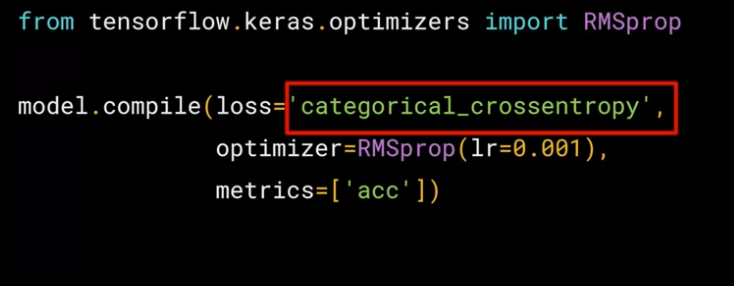 from tensorflow.keras.optimizers import RMSprop
model.compile(loss='categorical_crossentropy',
optimizer=RMSprop(lr=0.001),
metrics=['acc'])